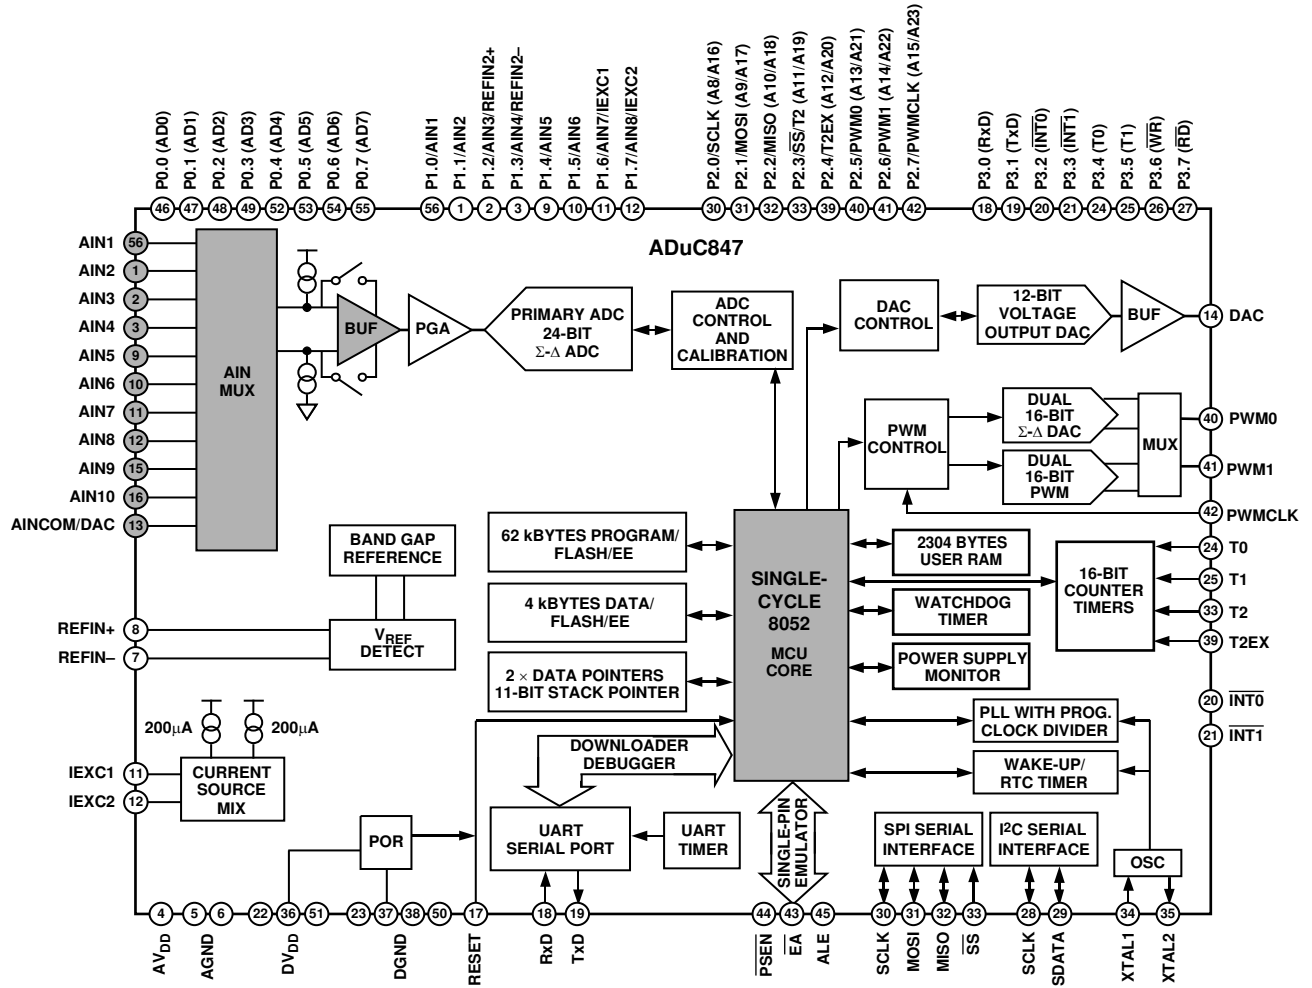 P0.0 (AD0)
P0.1 (AD1)
P0.2 (AD2)
P0.3 (AD3)
P0.4 (AD4)
P0.5 (AD5)
P0.6 (AD6)
P0.7 (AD7)
P1.0/AIN1
P1.1/AIN2
P1.2/AIN3/REFIN2+
P1.3/AIN4/REFIN2–
P1.4/AIN5
P1.5/AIN6
P1.6/AIN7/IEXC1
P1.7/AIN8/IEXC2
P2.0/SCLK (A8/A16)
P2.1/MOSI (A9/A17)
P2.2/MISO (A10/A18)
P2.3/S̅S̅/T2 (A11/A19)
P2.4/T2EX (A12/A20)
P2.5/PWM0 (A13/A21)
P2.6/PWM1 (A14/A22)
P2.7/PWMCLK (A15/A23)
P3.0 (RxD)
P3.1 (TxD)
P3.2 (I̅N̅T̅0̅)
P3.3 (I̅N̅T̅1̅)
P3.4 (T0)
P3.5 (T1)
P3.6 (W̅R̅)
P3.7 (R̅D̅)
46 47 48 49 52 53 54 55 56 1 2 3 9 10 11 12 30 31 32 33 39 40 41 42 18 19 20 21 24 25 26 27
ADuC847
AIN1 56
AIN2 1
AIN3 2
AIN4 3
AIN5 9
AIN6 10
AIN7 11
AIN8 12
AIN9 15
AIN10 16
AINCOM/DAC 13
AIN
MUX
BUF
PGA
PRIMARY ADC
24-BIT
Σ-Δ ADC
ADC
CONTROL
AND
CALIBRATION
DAC
CONTROL
12-BIT
VOLTAGE
OUTPUT DAC
BUF
14 DAC
PWM
CONTROL
DUAL
16-BIT
Σ-Δ DAC
DUAL
16-BIT
PWM
MUX
40 PWM0
41 PWM1
42 PWMCLK
BAND GAP
REFERENCE
VREF
DETECT
REFIN+ 8
REFIN– 7
62 kBYTES PROGRAM/
FLASH/EE
4 kBYTES DATA/
FLASH/EE
2 × DATA POINTERS
11-BIT STACK POINTER
SINGLE-
CYCLE
8052
MCU
CORE
2304 BYTES
USER RAM
WATCHDOG
TIMER
POWER SUPPLY
MONITOR
16-BIT
COUNTER
TIMERS
24 T0
25 T1
33 T2
39 T2EX
20 I̅N̅T̅0̅
21 I̅N̅T̅1̅
PLL WITH PROG.
CLOCK DIVIDER
WAKE-UP/
RTC TIMER
200μA 200μA
IEXC1 11
IEXC2 12
CURRENT
SOURCE
MIX
DOWNLOADER
DEBUGGER
POR
UART
SERIAL PORT
UART
TIMER
SINGLE-PIN
EMULATOR
SPI SERIAL
INTERFACE
I²C SERIAL
INTERFACE
OSC
4 5 6 22 36 51 23 37 38 50 17 18 19 44 43 45 30 31 32 33 28 29 34 35
AVDD
AGND
DVDD
DGND
RESET
RxD
TxD
P̅S̅E̅N̅
E̅A̅
ALE
SCLK
MOSI
MISO
S̅S̅
SCLK
SDATA
XTAL1
XTAL2